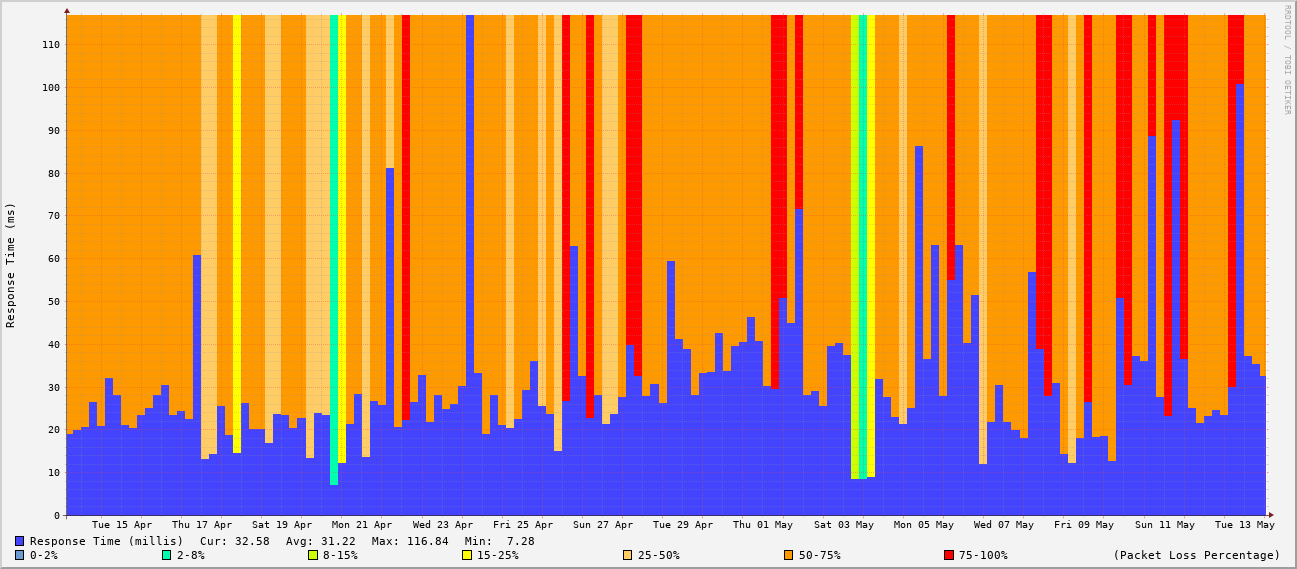 RRDTOOL / TOBI OETIKER
Response Time (ms)
110
100
90
80
70
60
50
40
30
20
10
0
Tue 15 Apr Thu 17 Apr Sat 19 Apr Mon 21 Apr Wed 23 Apr Fri 25 Apr Sun 27 Apr Tue 29 Apr Thu 01 May Sat 03 May Mon 05 May Wed 07 May Fri 09 May Sun 11 May Tue 13 May
Response Time (millis) Cur: 32.58 Avg: 31.22 Max: 116.84 Min: 7.28
0-2% 2-8% 8-15% 15-25% 25-50% 50-75% 75-100% (Packet Loss Percentage)